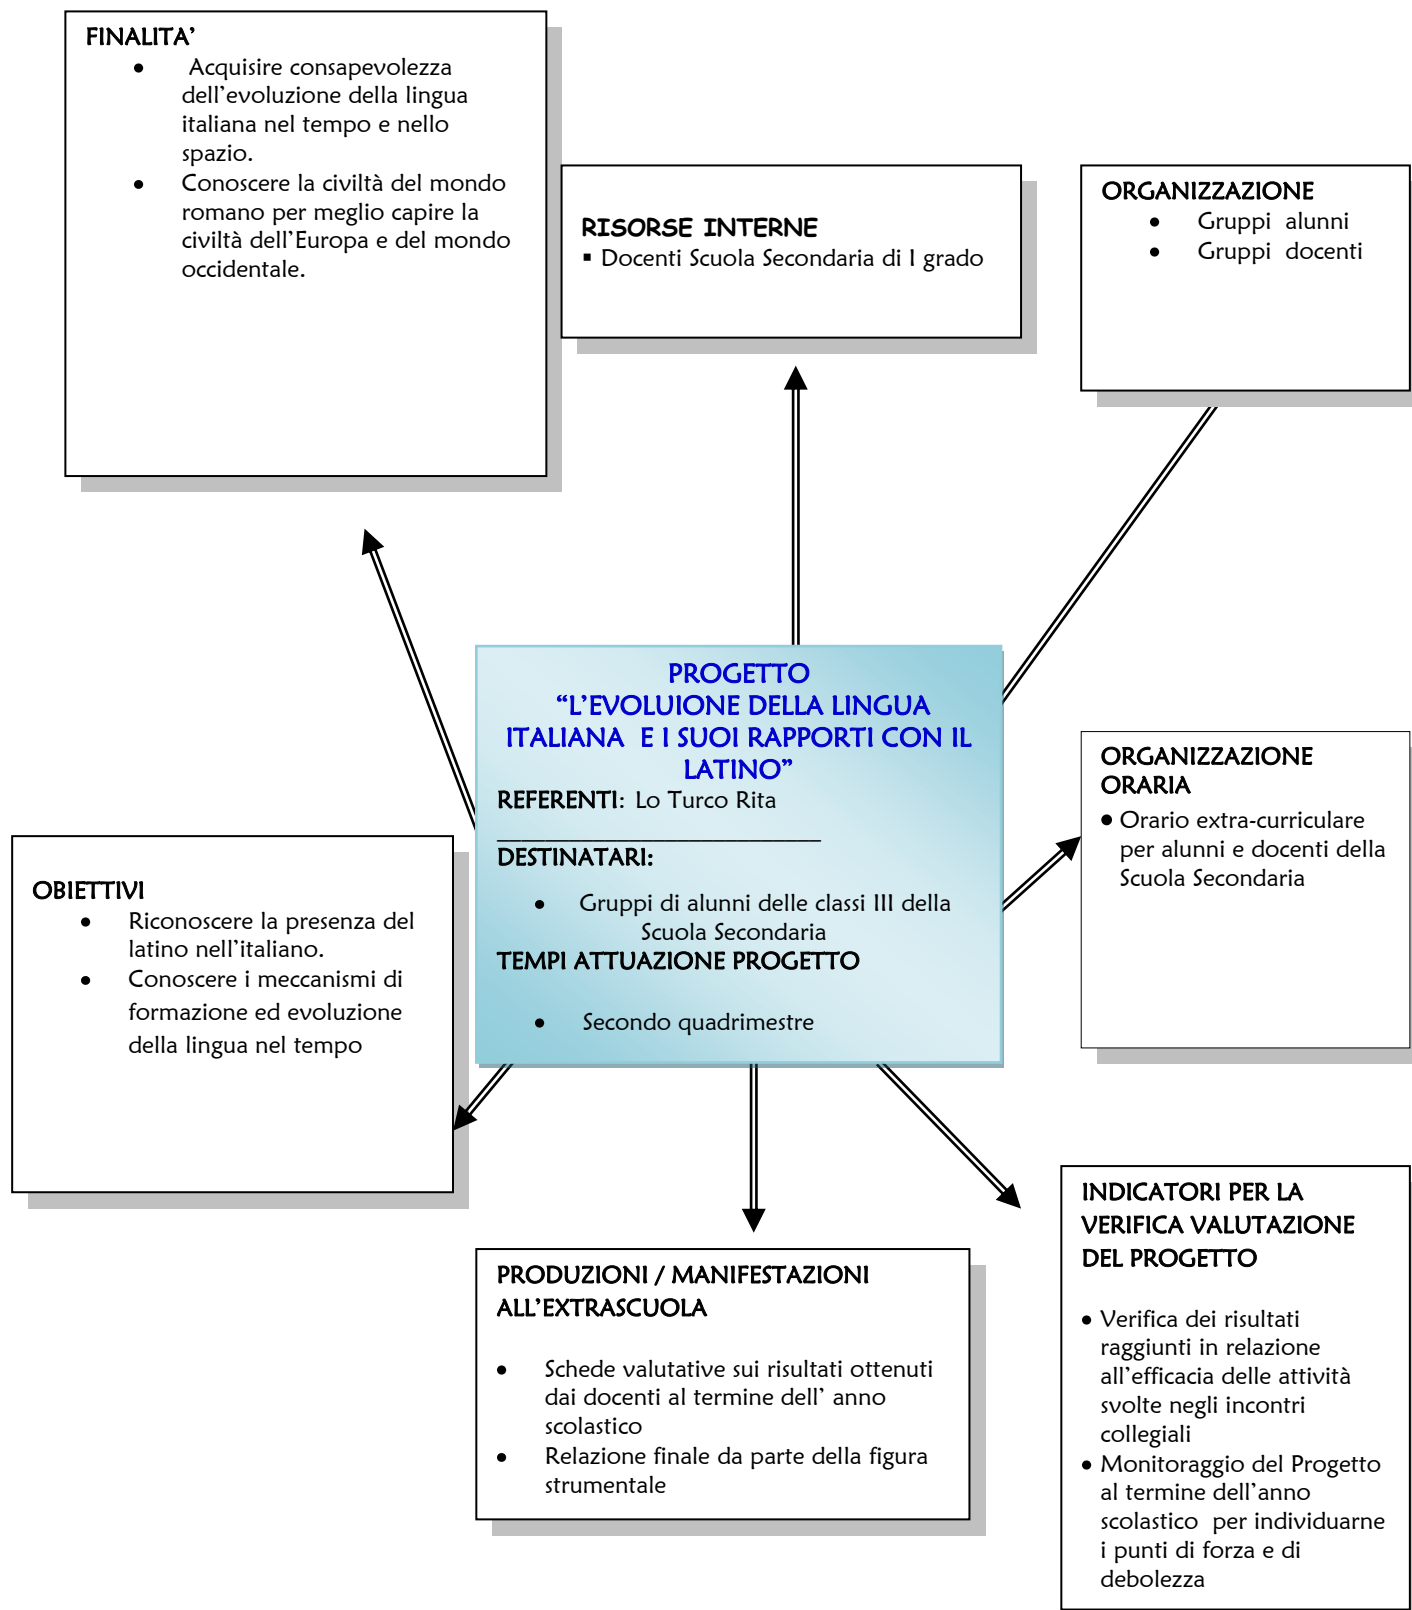 FINALITA’
• Acquisire consapevolezza
dell’evoluzione della lingua
italiana nel tempo e nello
spazio.
• Conoscere la civiltà del mondo
romano per meglio capire la
civiltà dell’Europa e del mondo
occidentale.
RISORSE INTERNE
▪ Docenti Scuola Secondaria di I grado
ORGANIZZAZIONE
• Gruppi alunni
• Gruppi docenti
PROGETTO
“L’EVOLUIONE DELLA LINGUA
ITALIANA E I SUOI RAPPORTI CON IL
LATINO”
REFERENTI: Lo Turco Rita
___________________________
DESTINATARI:
• Gruppi di alunni delle classi III della
Scuola Secondaria
TEMPI ATTUAZIONE PROGETTO
• Secondo quadrimestre
ORGANIZZAZIONE
ORARIA
• Orario extra-curriculare
per alunni e docenti della
Scuola Secondaria
OBIETTIVI
• Riconoscere la presenza del
latino nell’italiano.
• Conoscere i meccanismi di
formazione ed evoluzione
della lingua nel tempo
PRODUZIONI / MANIFESTAZIONI
ALL’EXTRASCUOLA
• Schede valutative sui risultati ottenuti
dai docenti al termine dell’ anno
scolastico
• Relazione finale da parte della figura
strumentale
INDICATORI PER LA
VERIFICA VALUTAZIONE
DEL PROGETTO
• Verifica dei risultati
raggiunti in relazione
all’efficacia delle attività
svolte negli incontri
collegiali
• Monitoraggio del Progetto
al termine dell’anno
scolastico per individuarne
i punti di forza e di
debolezza